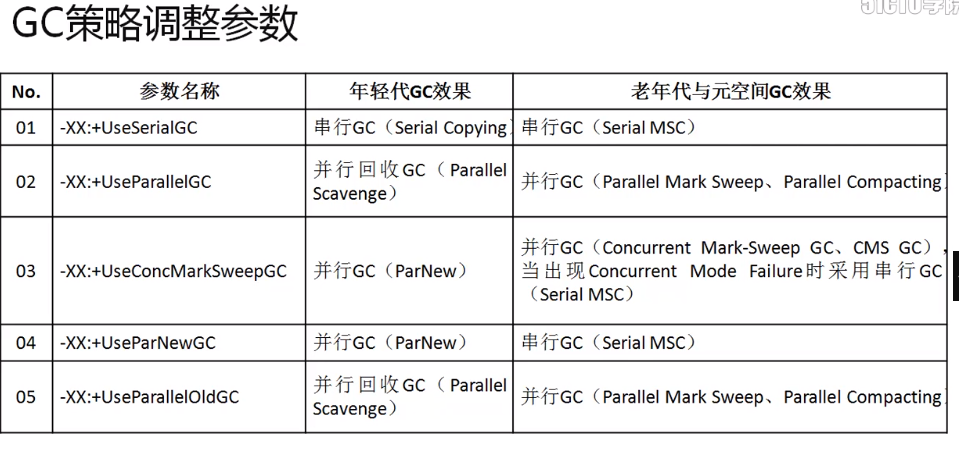 51CTO学院
GC策略调整参数
No. 参数名称 年轻代GC效果 老年代与元空间GC效果
01 -XX:+UseSerialGC 串行GC（Serial Copying） 串行GC（Serial MSC）
02 -XX:+UseParallelGC 并行回收GC（Parallel
Scavenge） 并行GC（Parallel Mark Sweep、Parallel Compacting）
03 -XX:+UseConcMarkSweepGC 并行GC（ParNew） 并行GC（Concurrent Mark-Sweep GC、CMS GC），
当出现Concurrent Mode Failure时采用串行GC
（Serial MSC）
04 -XX:+UseParNewGC 并行GC（ParNew） 串行GC（Serial MSC）
05 -XX:+UseParallelOldGC 并行回收GC（Parallel
Scavenge） 并行GC（Parallel Mark Sweep、Parallel Compacting）